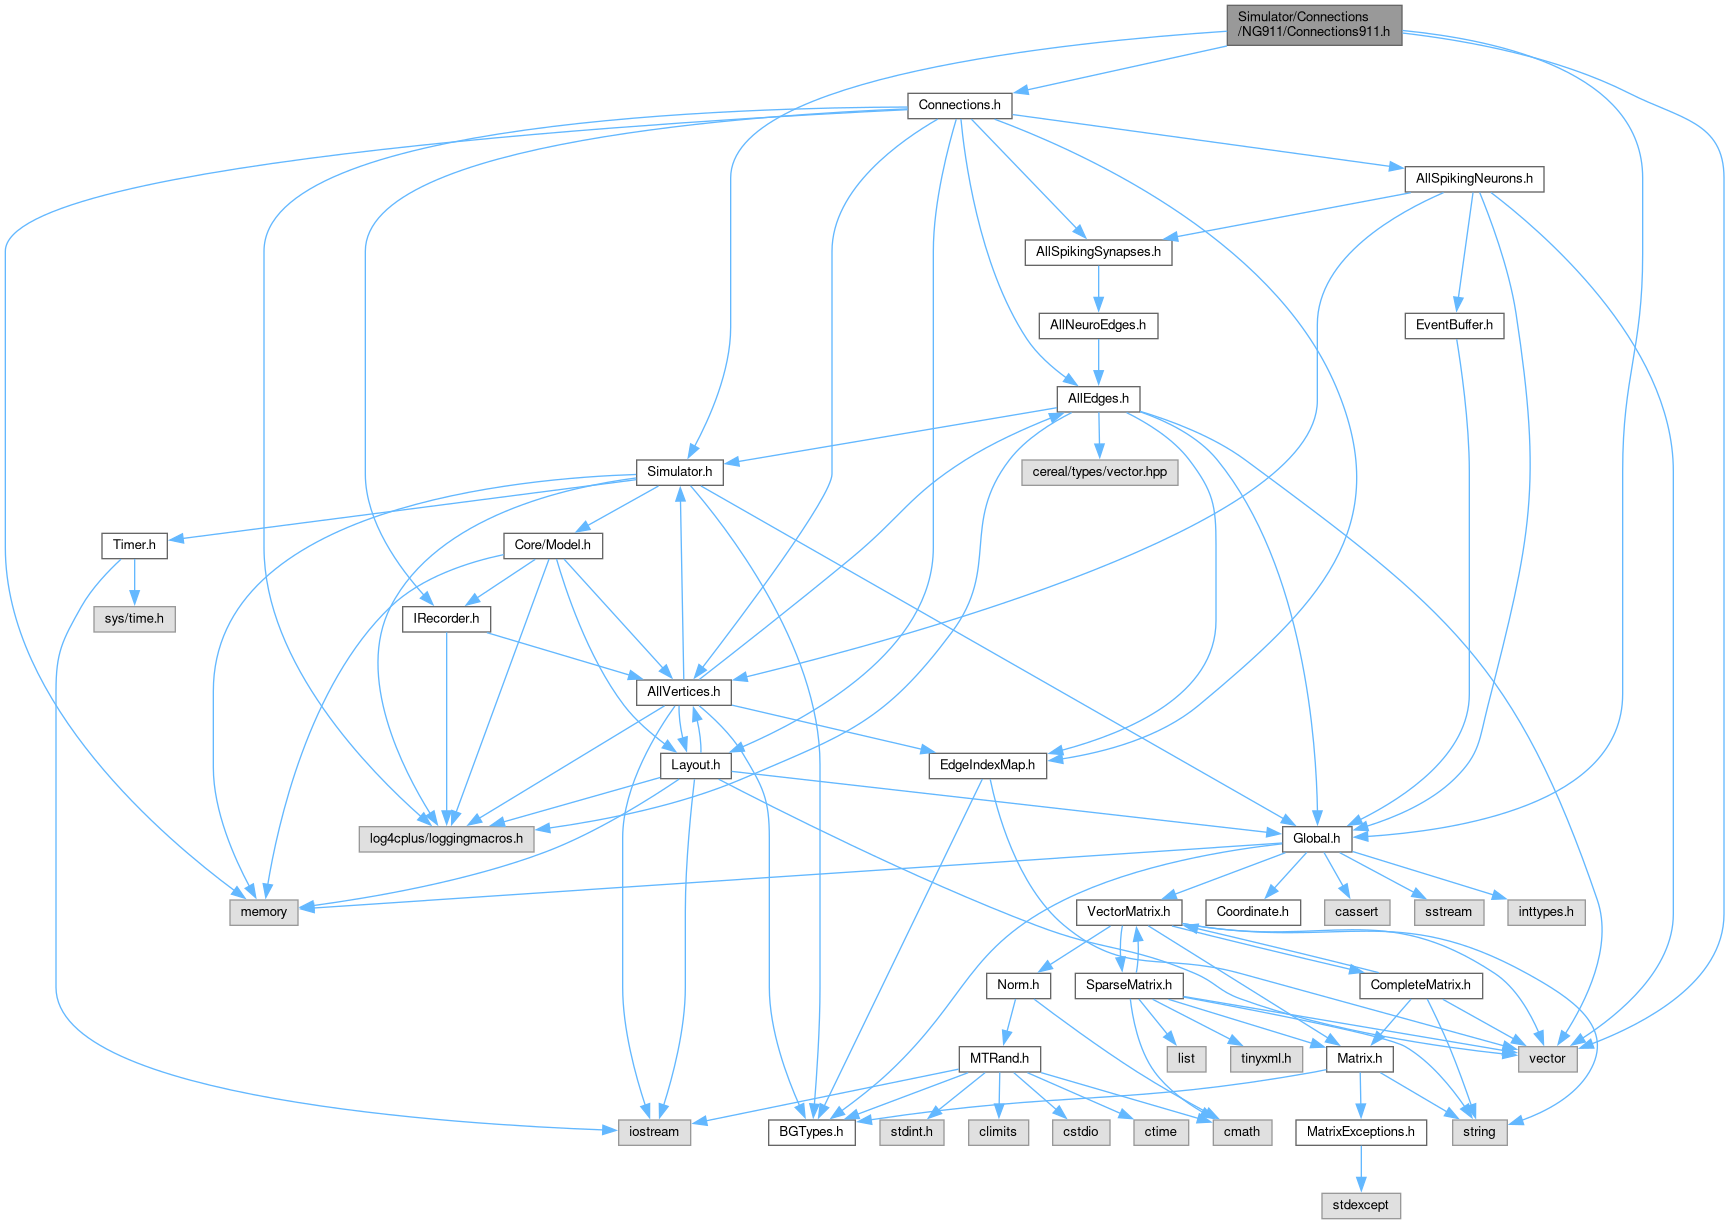 Simulator/Connections
/NG911/Connections911.h
Connections.h
AllSpikingNeurons.h
AllSpikingSynapses.h
AllNeuroEdges.h
EventBuffer.h
AllEdges.h
Simulator.h
cereal/types/vector.hpp
Timer.h
Core/Model.h
sys/time.h
IRecorder.h
AllVertices.h
Layout.h
EdgeIndexMap.h
log4cplus/loggingmacros.h
Global.h
memory
VectorMatrix.h
Coordinate.h
cassert
sstream
inttypes.h
Norm.h
SparseMatrix.h
CompleteMatrix.h
MTRand.h
list
tinyxml.h
Matrix.h
vector
iostream
BGTypes.h
stdint.h
climits
cstdio
ctime
cmath
MatrixExceptions.h
string
stdexcept